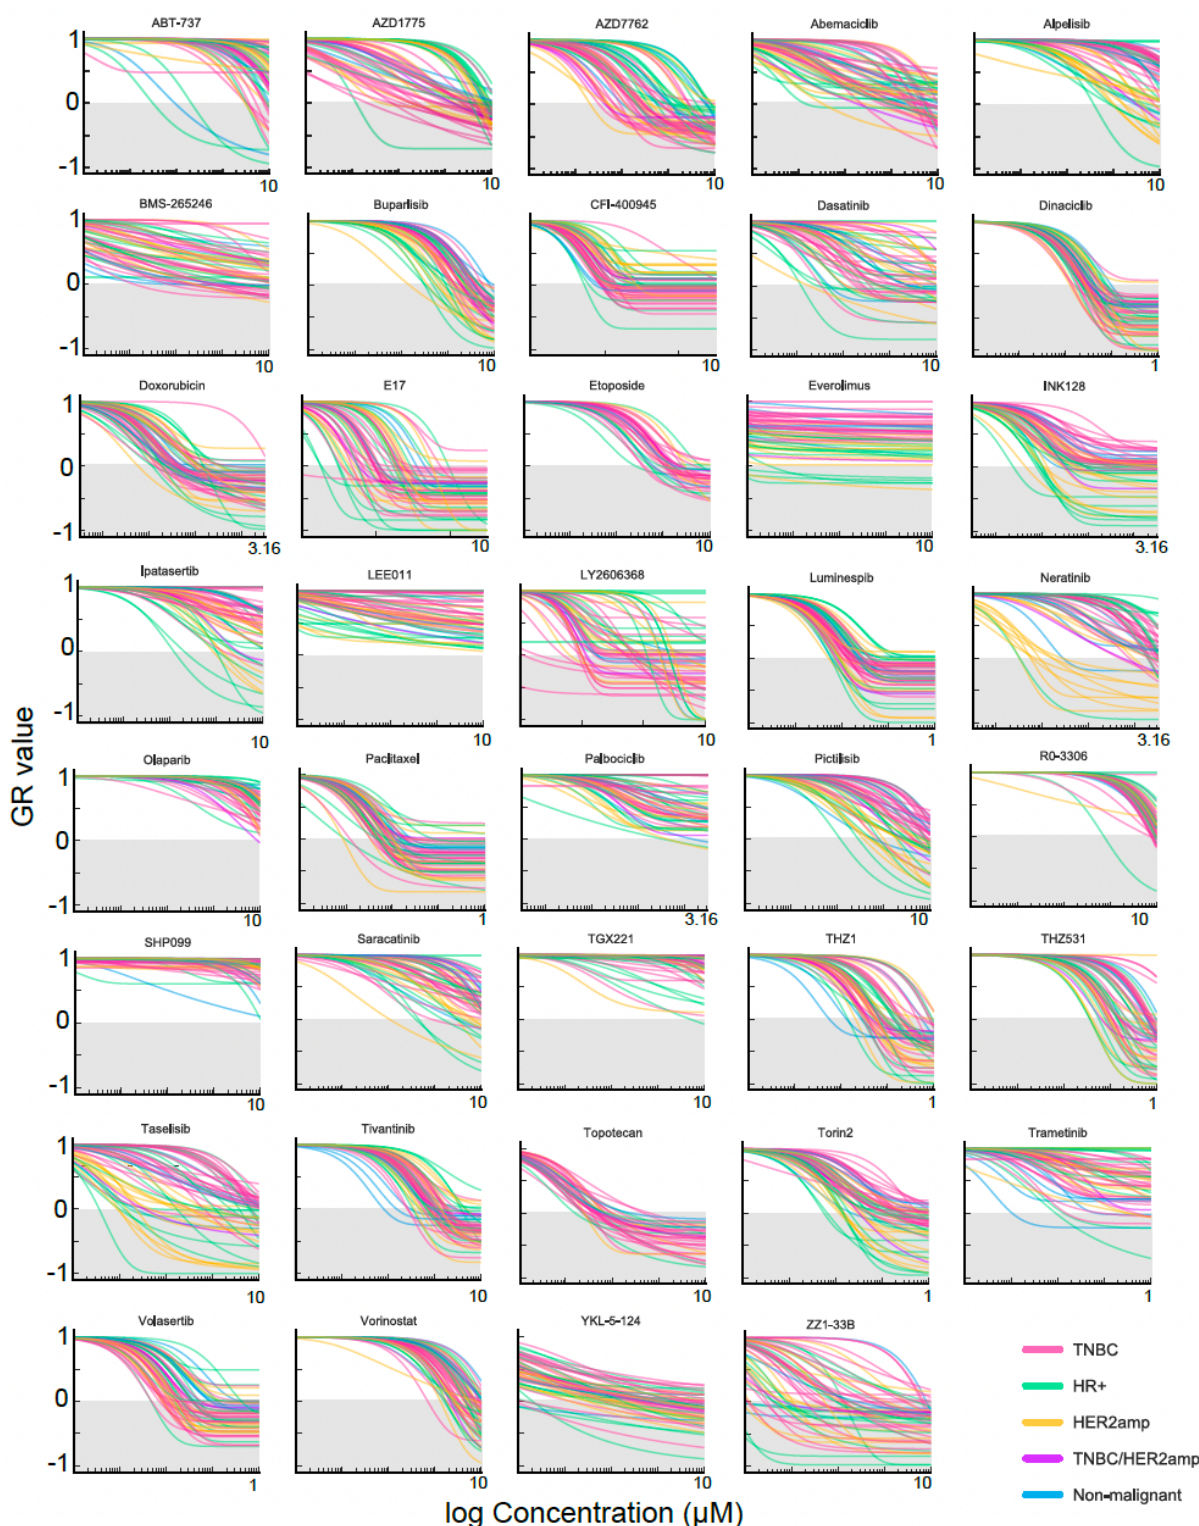 ABT-737 AZD1775 AZD7762 Abemaciclib Alpelisib
1
0
-1
10 10 10 10 10
BMS-265246 Buparlisib CFI-400945 Dasatinib Dinaciclib
1
0
-1
10 10 10 10 1
Doxorubicin E17 Etoposide Everolimus INK128
1
0
-1
3.16 10 10 10 3.16
Ipatasertib LEE011 LY2606368 Luminespib Neratinib
1
0
-1
10 10 10 1 3.16
GR value
Olaparib Paclitaxel Palbociclib Pictilisib R0-3306
1
0
-1
10 1 3.16 10 10
SHP099 Saracatinib TGX221 THZ1 THZ531
1
0
-1
10 10 10 1 1
Taselisib Tivantinib Topotecan Torin2 Trametinib
1
0
-1
10 10 10 1 1
Volasertib Vorinostat YKL-5-124 ZZ1-33B
1
0
-1
1 10 10 10
TNBC
HR+
HER2amp
TNBC/HER2amp
Non-malignant
log Concentration (μM)